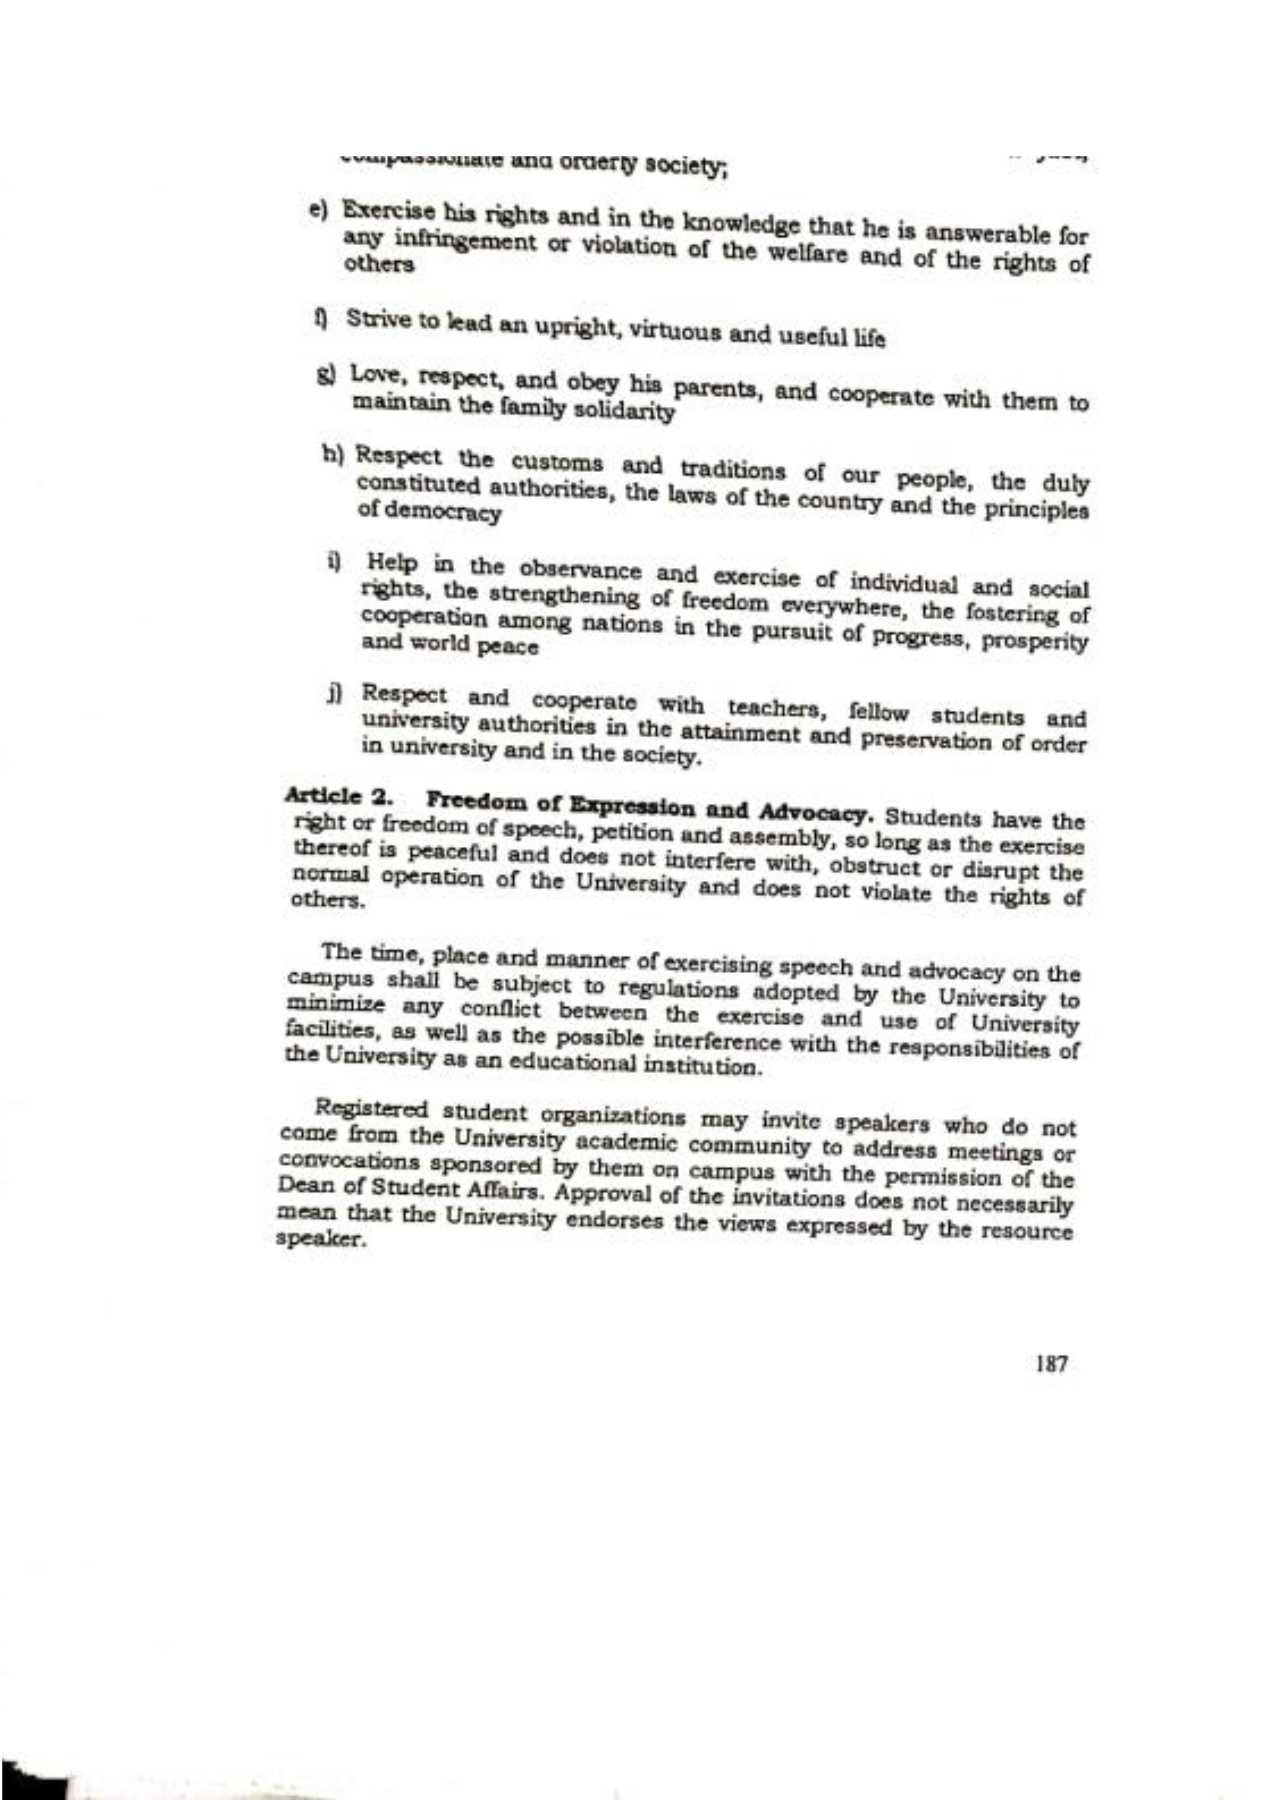 compassionate and orderly society;
e) Exercise his rights and in the knowledge that he is answerable for
any infringement or violation of the welfare and of the rights of
others
f) Strive to lead an upright, virtuous and useful life
g) Love, respect, and obey his parents, and cooperate with them to
maintain the family solidarity
h) Respect the customs and traditions of our people, the duly
constituted authorities, the laws of the country and the principles
of democracy
i) Help in the observance and exercise of individual and social
rights, the strengthening of freedom everywhere, the fostering of
cooperation among nations in the pursuit of progress, prosperity
and world peace
j) Respect and cooperate with teachers, fellow students and
university authorities in the attainment and preservation of order
in university and in the society.
Article 2. Freedom of Expression and Advocacy. Students have the
right or freedom of speech, petition and assembly, so long as the exercise
thereof is peaceful and does not interfere with, obstruct or disrupt the
normal operation of the University and does not violate the rights of
others.
The time, place and manner of exercising speech and advocacy on the
campus shall be subject to regulations adopted by the University to
minimize any conflict between the exercise and use of University
facilities, as well as the possible interference with the responsibilities of
the University as an educational institution.
Registered student organizations may invite speakers who do not
come from the University academic community to address meetings or
convocations sponsored by them on campus with the permission of the
Dean of Student Affairs. Approval of the invitations does not necessarily
mean that the University endorses the views expressed by the resource
speaker.
187